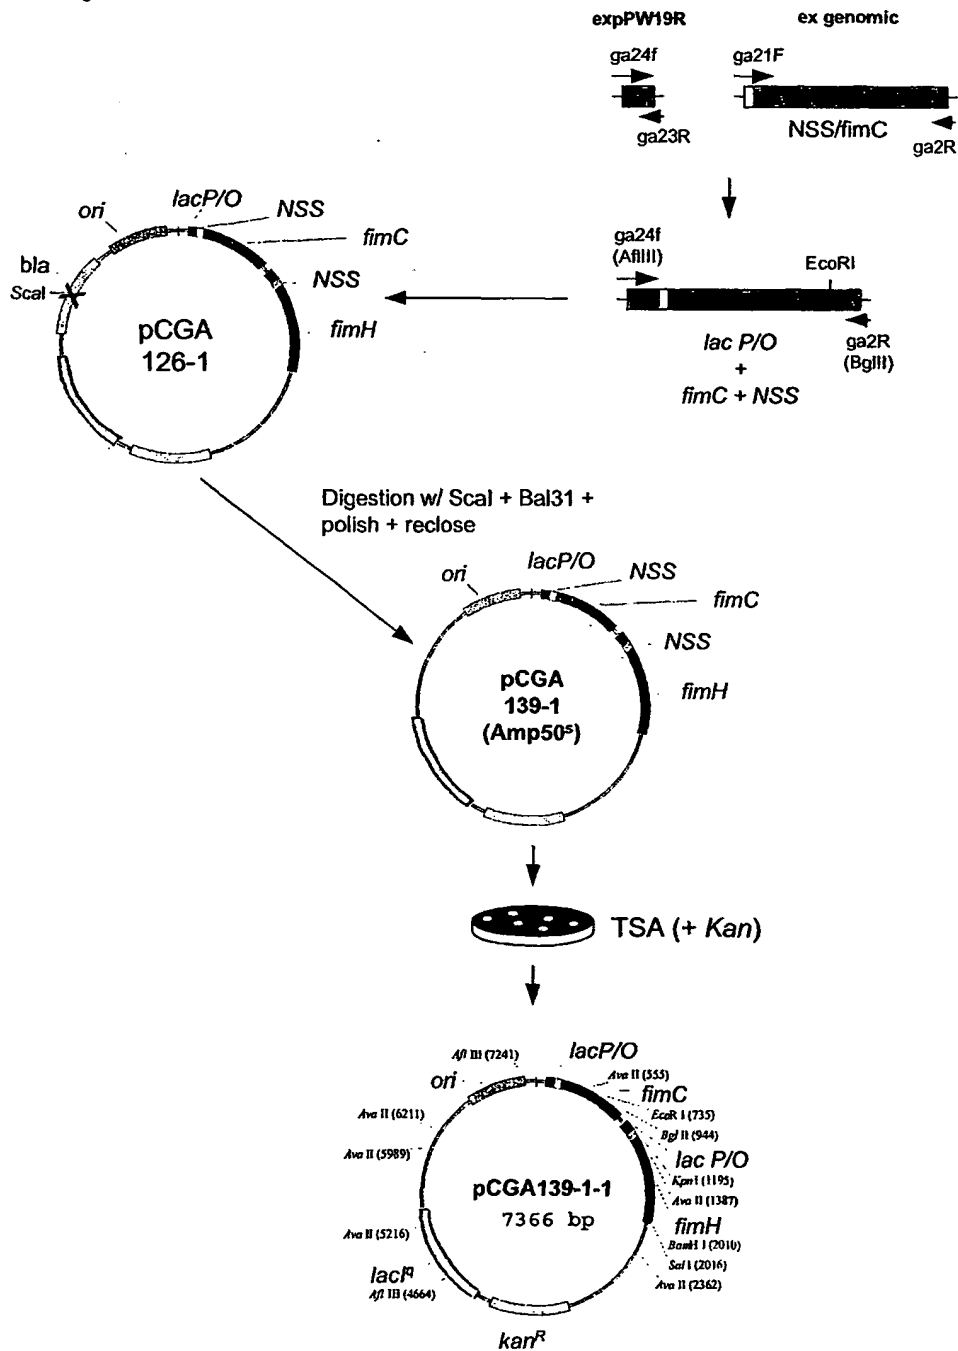 expPW19R
ex genomic
ga24f
ga21F
ga23R
NSS/fimC
ga2R
lacP/O
NSS
ori
fimC
bla
NSS
ScaI
fimH
pCGA
126-1
ga24f
(AflIII)
EcoRI
ga2R
(BglII)
lac P/O
+
fimC + NSS
Digestion w/ ScaI + Bal31 +
polish + reclose
lacP/O
NSS
ori
fimC
NSS
fimH
pCGA
139-1
(Amp50ˢ)
TSA (+ Kan)
Afl III (7241)
lacP/O
ori
Ava II (555)
fimC
EcoR I (735)
Bgl II (944)
lac P/O
Kpn I (1195)
Ava II (1387)
fimH
BamH I (2010)
Sal I (2016)
Ava II (2362)
Ava II (6211)
Ava II (5989)
pCGA139-1-1
7366 bp
Ava II (5216)
lacIq
Afl III (4664)
kanᴿ